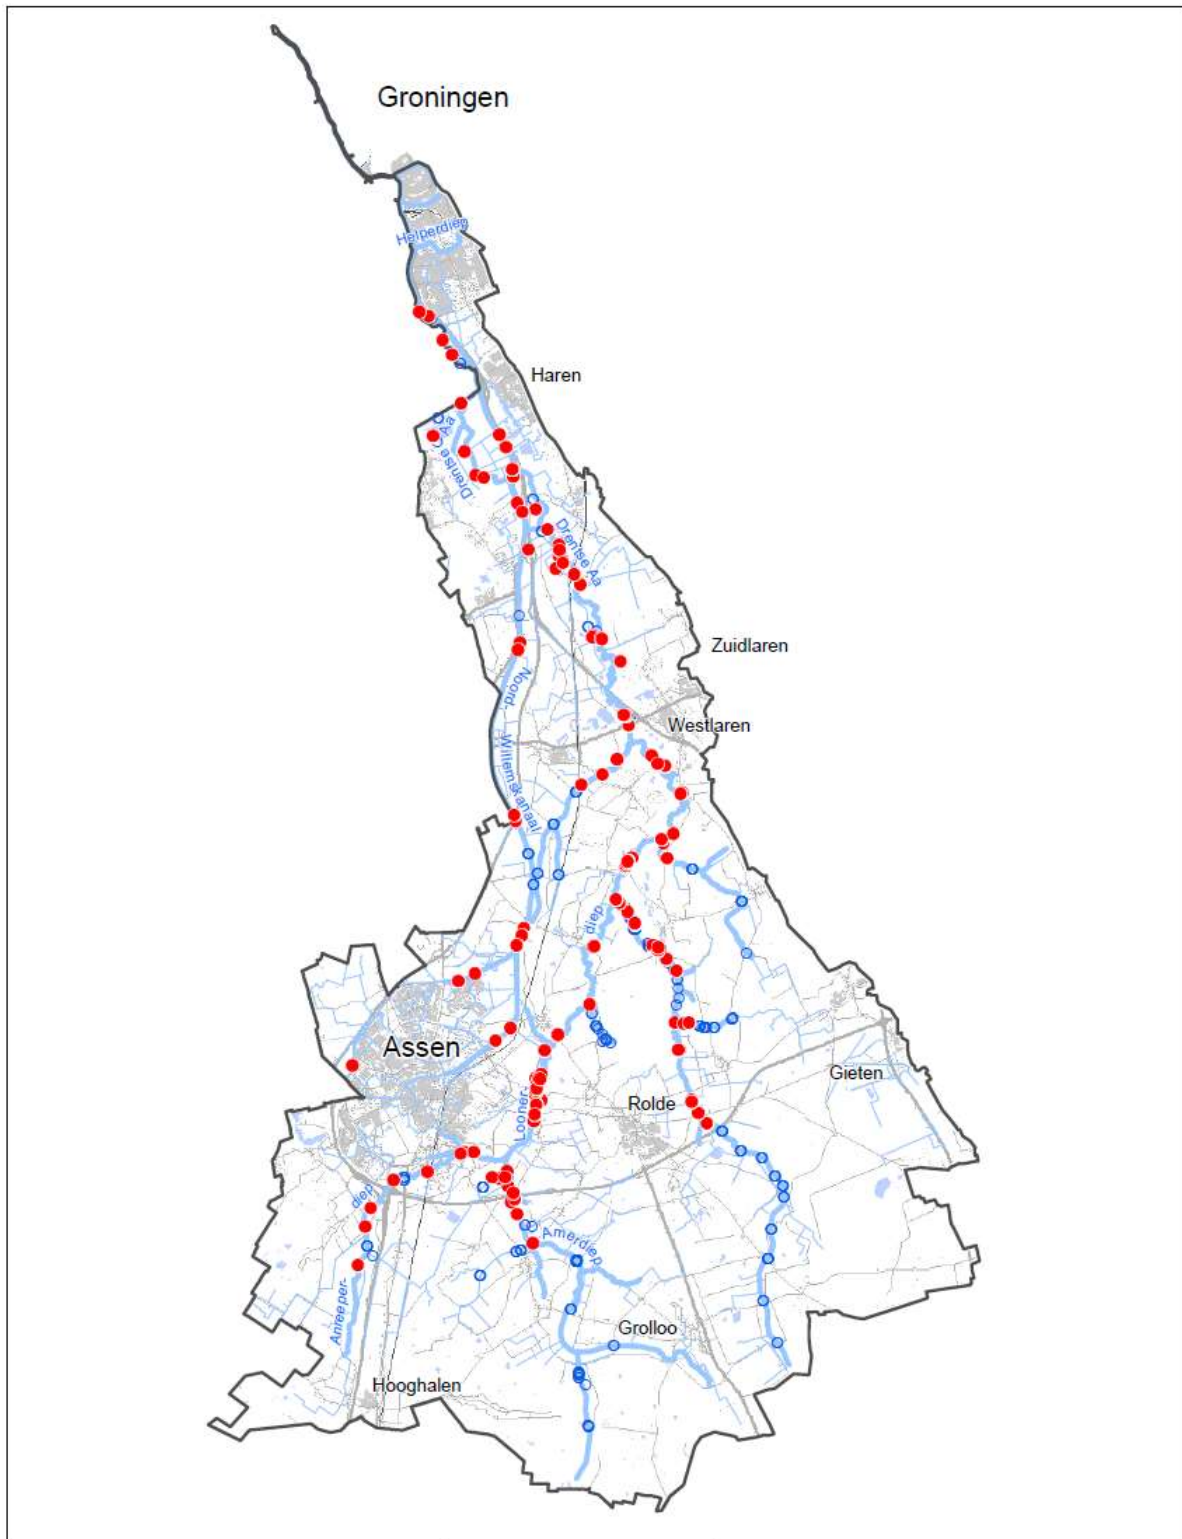 Groningen
Helperdiep
Haren
Drentse Aa
Drentse Aa
Zuidlaren
Noord-
Westlaren
Willemskanaal
diep
Assen
Gieten
Rolde
Looner-
diep
Amerdiep
Anreeper-
Grolloo
Hooghalen